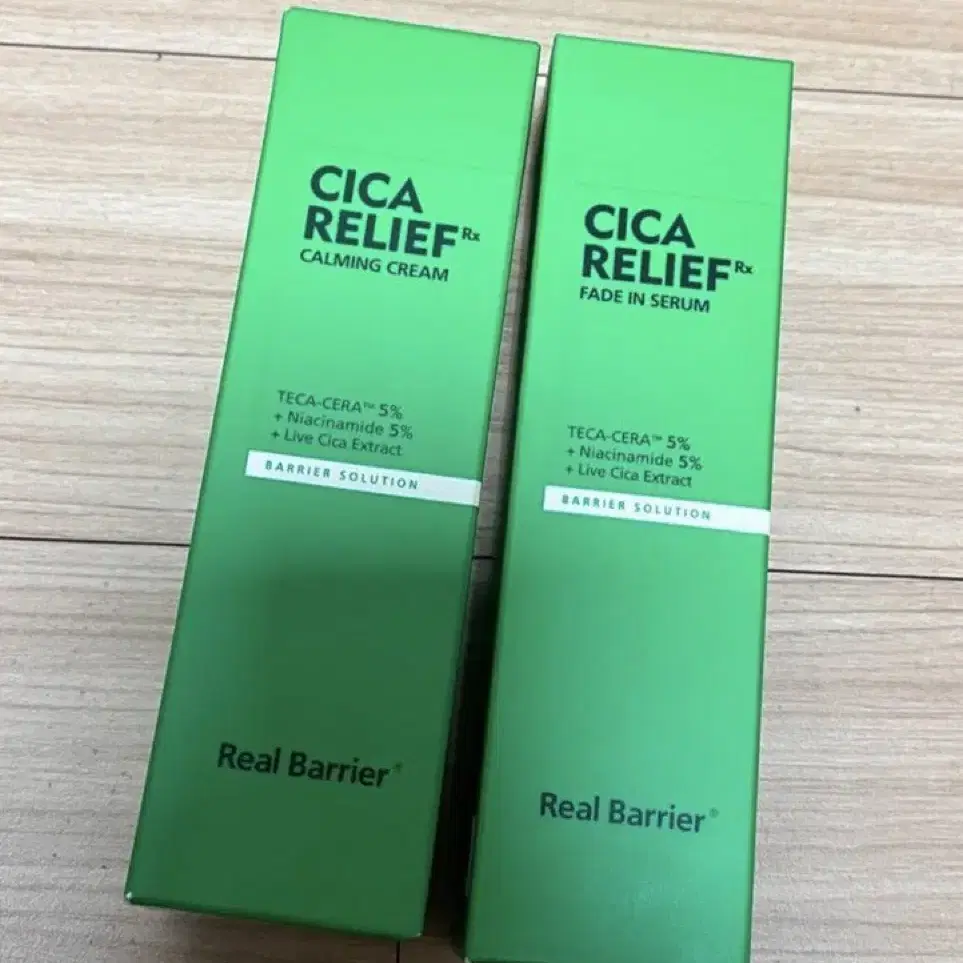 CICA
RELIEF Rx
CALMING CREAM
TECA-CERA™ 5%
+ Niacinamide 5%
+ Live Cica Extract
BARRIER SOLUTION
Real Barrier®
CICA
RELIEF Rx
FADE IN SERUM
TECA-CERA™ 5%
+ Niacinamide 5%
+ Live Cica Extract
BARRIER SOLUTION
Real Barrier®